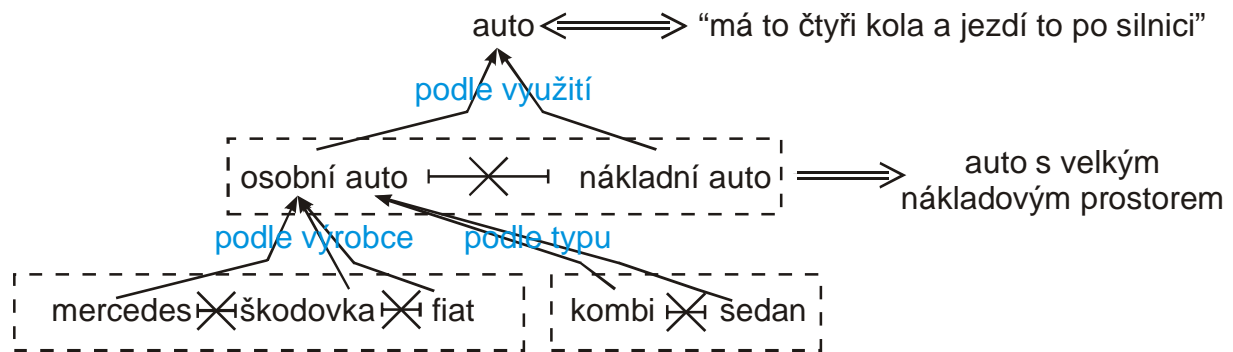 auto “má to čtyři kola a jezdí to po silnici”
podle využití
osobní auto nákladní auto
auto s velkým
nákladovým prostorem
podle výrobce podle typu
mercedes škodovka fiat kombi sedan